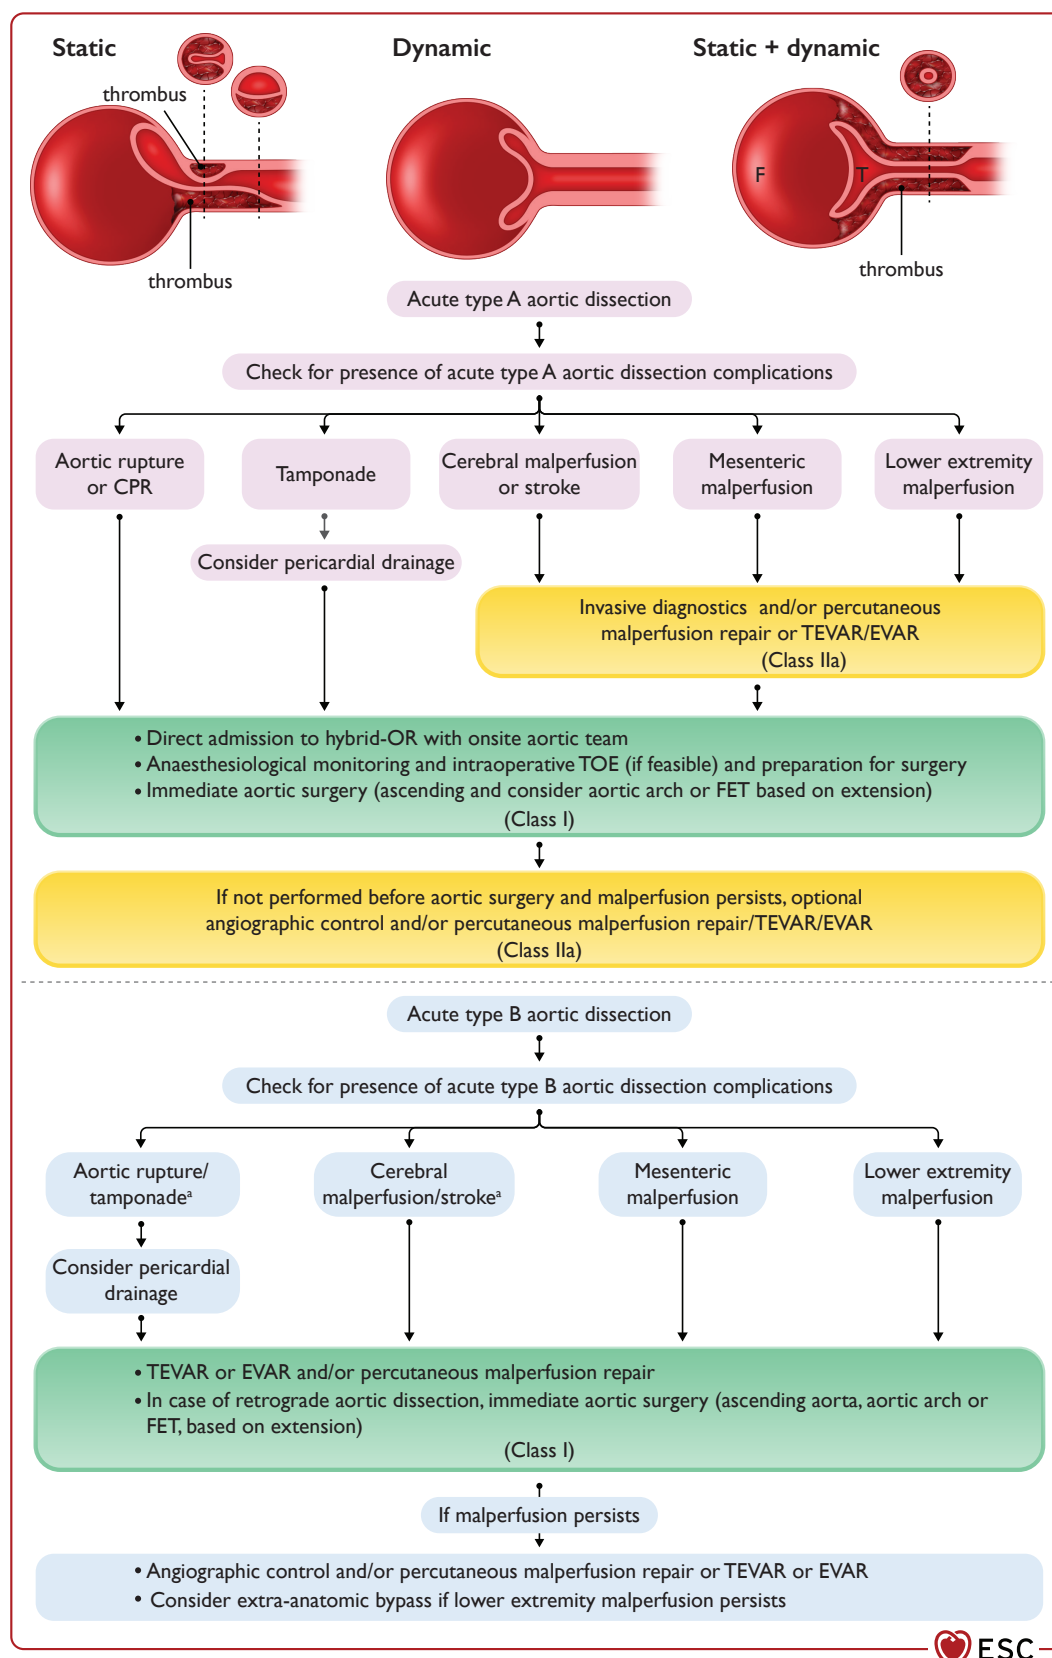 Static
Dynamic
Static + dynamic
thrombus
F
T
thrombus
thrombus
Acute type A aortic dissection
Check for presence of acute type A aortic dissection complications
Aortic rupture
or CPR
Tamponade
Cerebral malperfusion
or stroke
Mesenteric
malperfusion
Lower extremity
malperfusion
Consider pericardial drainage
Invasive diagnostics and/or percutaneous
malperfusion repair or TEVAR/EVAR
(Class IIa)
• Direct admission to hybrid-OR with onsite aortic team
• Anaesthesiological monitoring and intraoperative TOE (if feasible) and preparation for surgery
• Immediate aortic surgery (ascending and consider aortic arch or FET based on extension)
(Class I)
If not performed before aortic surgery and malperfusion persists, optional
angiographic control and/or percutaneous malperfusion repair/TEVAR/EVAR
(Class IIa)
Acute type B aortic dissection
Check for presence of acute type B aortic dissection complications
Aortic rupture/
tamponadeᵃ
Cerebral
malperfusion/strokeᵃ
Mesenteric
malperfusion
Lower extremity
malperfusion
Consider pericardial
drainage
• TEVAR or EVAR and/or percutaneous malperfusion repair
• In case of retrograde aortic dissection, immediate aortic surgery (ascending aorta, aortic arch or
FET, based on extension)
(Class I)
If malperfusion persists
• Angiographic control and/or percutaneous malperfusion repair or TEVAR or EVAR
• Consider extra-anatomic bypass if lower extremity malperfusion persists
ESC